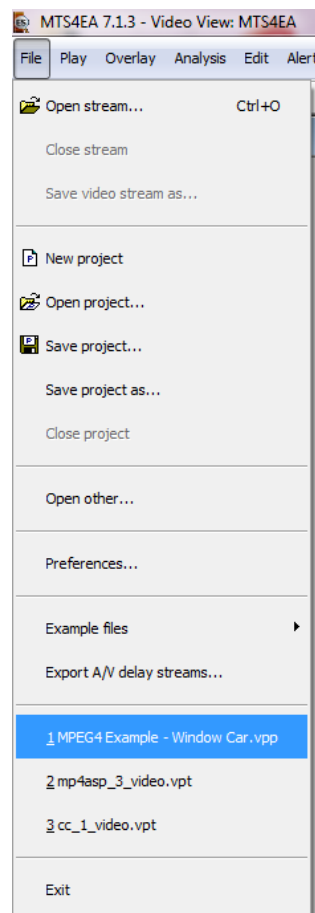 MTS4EA 7.1.3 - Video View: MTS4EA
File Play Overlay Analysis Edit Alert
Open stream... Ctrl+O
Close stream
Save video stream as...
New project
Open project...
Save project...
Save project as...
Close project
Open other...
Preferences...
Example files
Export A/V delay streams...
1 MPEG4 Example - Window Car.vpp
2 mp4asp_3_video.vpt
3 cc_1_video.vpt
Exit